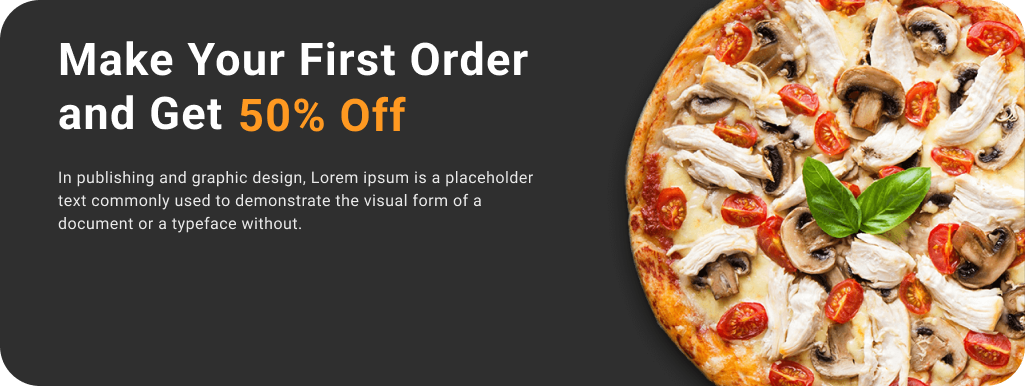 Make Your First Order
and Get 50% Off
In publishing and graphic design, Lorem ipsum is a placeholder
text commonly used to demonstrate the visual form of a
document or a typeface without.